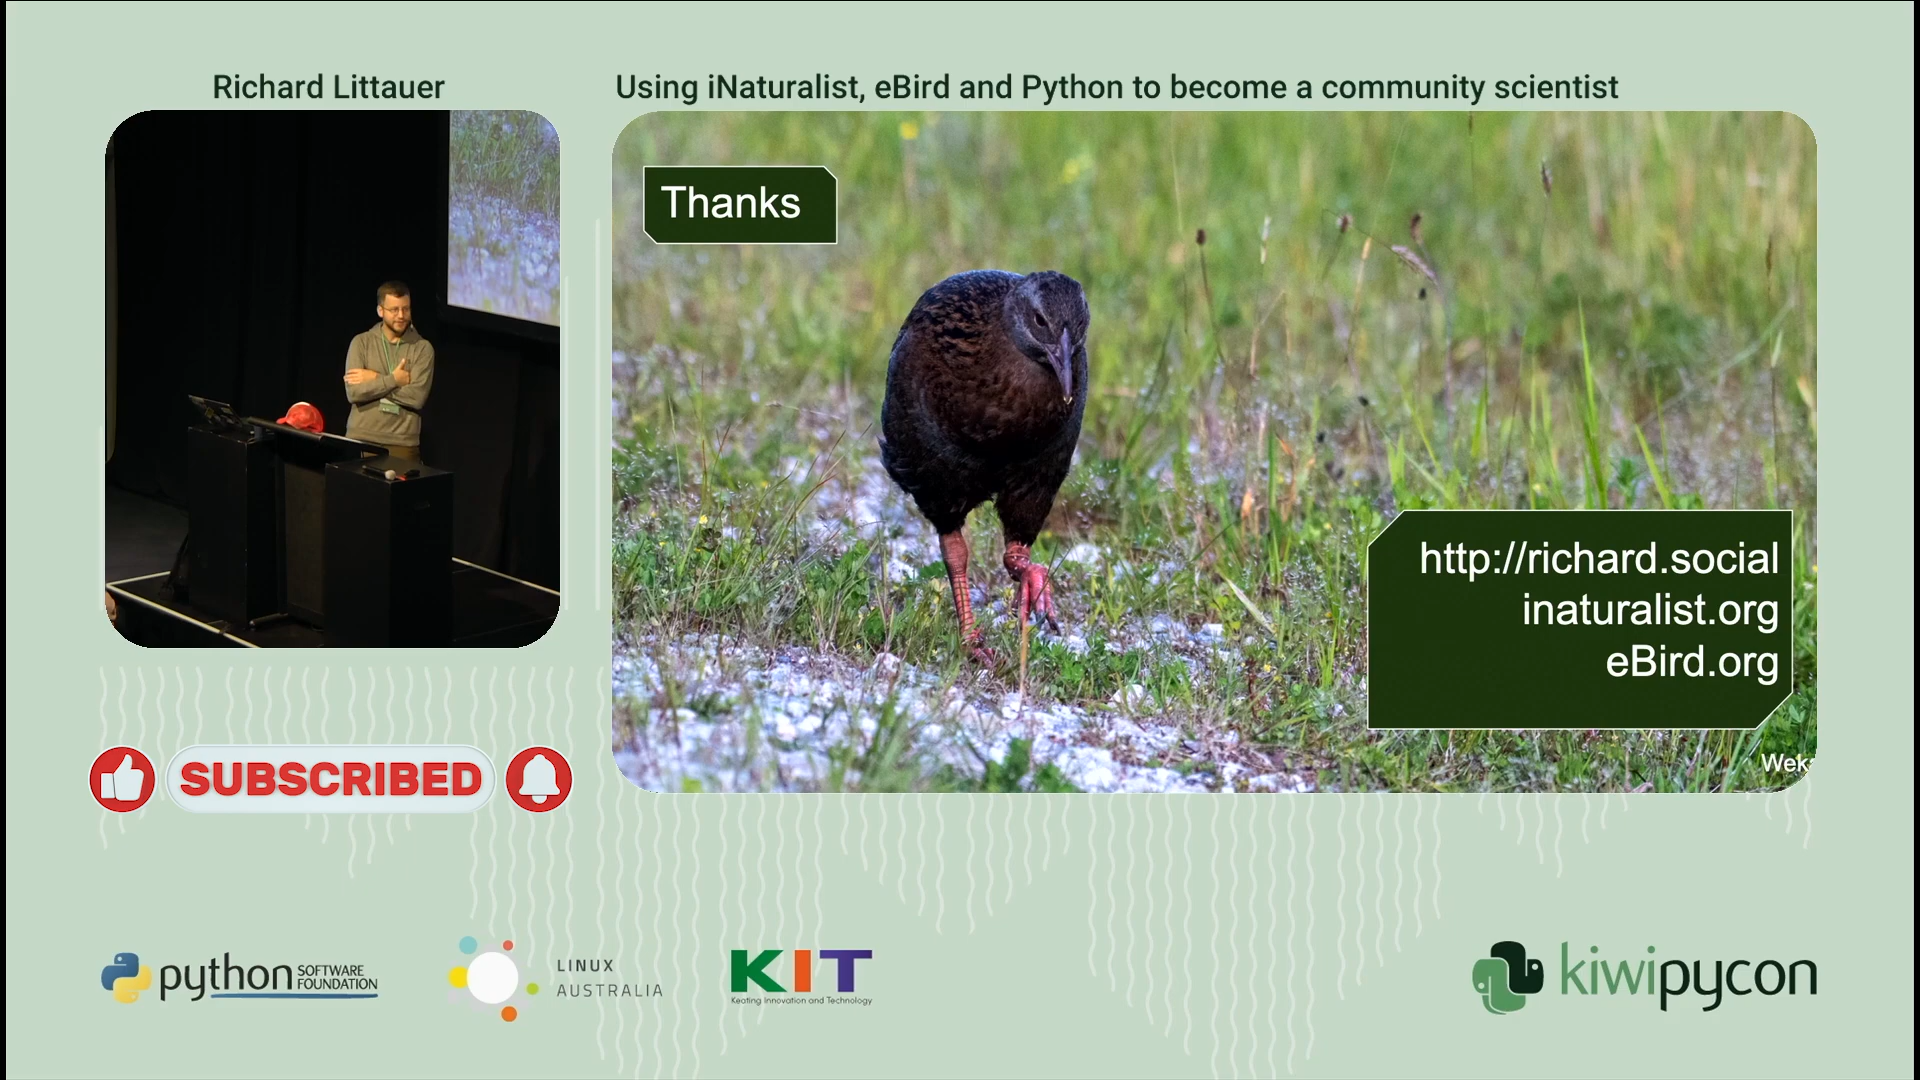 Richard Littauer
Using iNaturalist, eBird and Python to become a community scientist
Thanks
http://richard.social
inaturalist.org
eBird.org
SUBSCRIBED
python SOFTWARE FOUNDATION
LINUX AUSTRALIA
KIT
Keating Innovation and Technology
kiwipycon